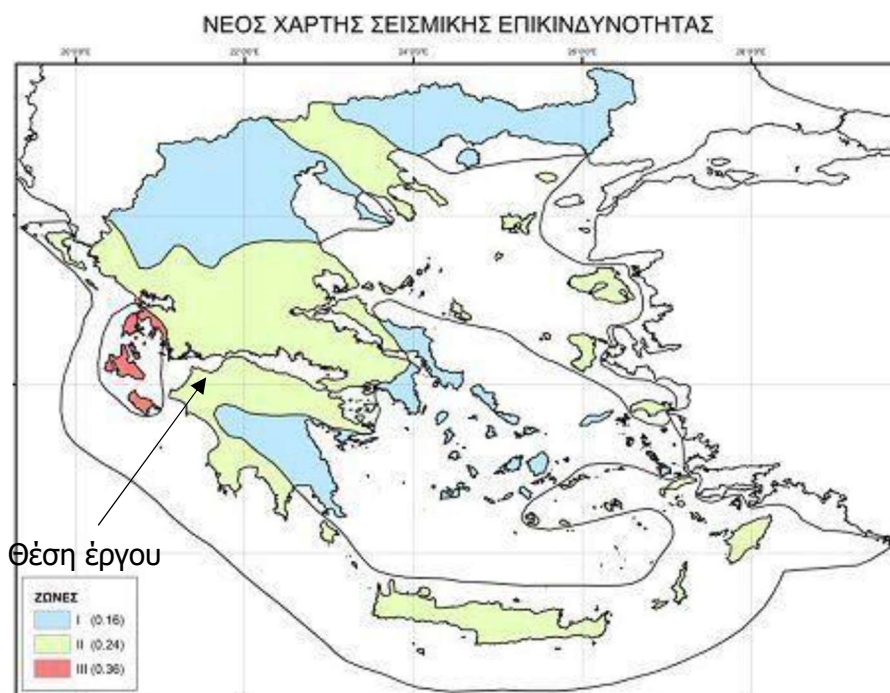 ΝΕΟΣ ΧΑΡΤΗΣ ΣΕΙΣΜΙΚΗΣ ΕΠΙΚΙΝΔΥΝΟΤΗΤΑΣ
Θέση έργου
ΖΩΝΕΣ
I (0.16)
II (0.24)
III (0.36)